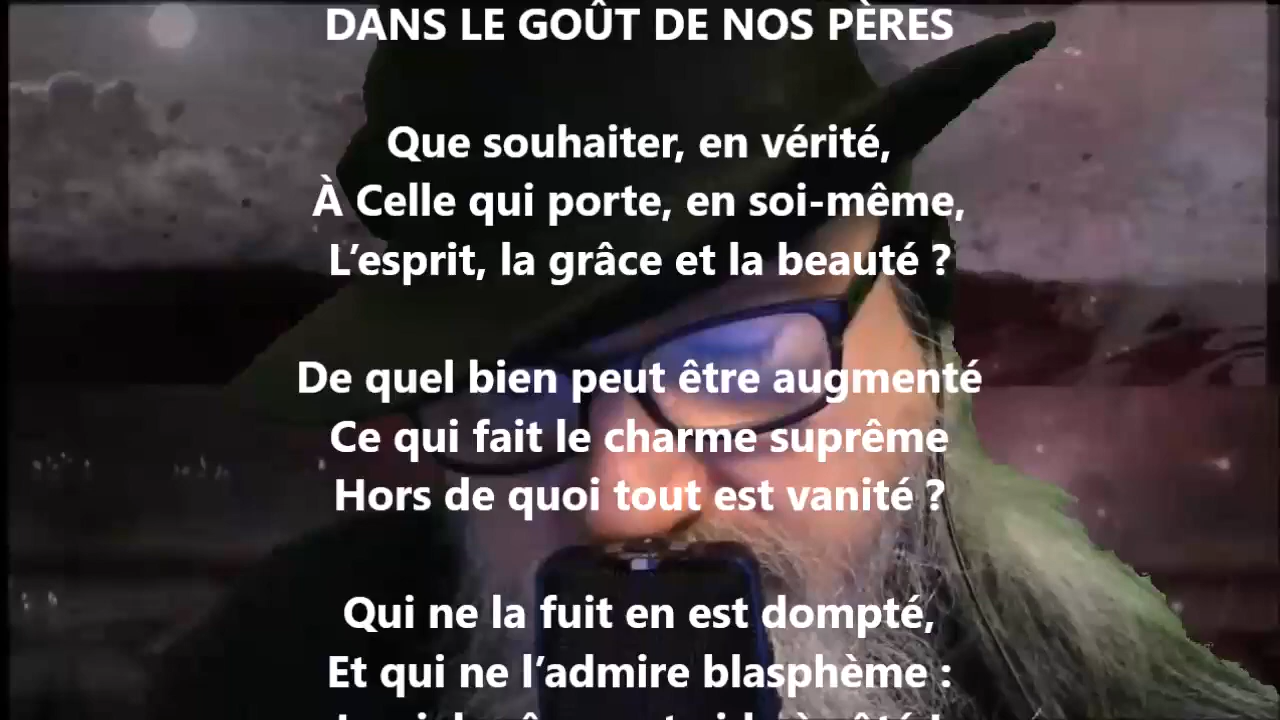 DANS LE GOÛT DE NOS PÈRES
Que souhaiter, en vérité,
À Celle qui porte, en soi-même,
L’esprit, la grâce et la beauté ?
De quel bien peut être augmenté
Ce qui fait le charme suprême
Hors de quoi tout est vanité ?
Qui ne la fuit en est dompté,
Et qui ne l’admire blasphème :